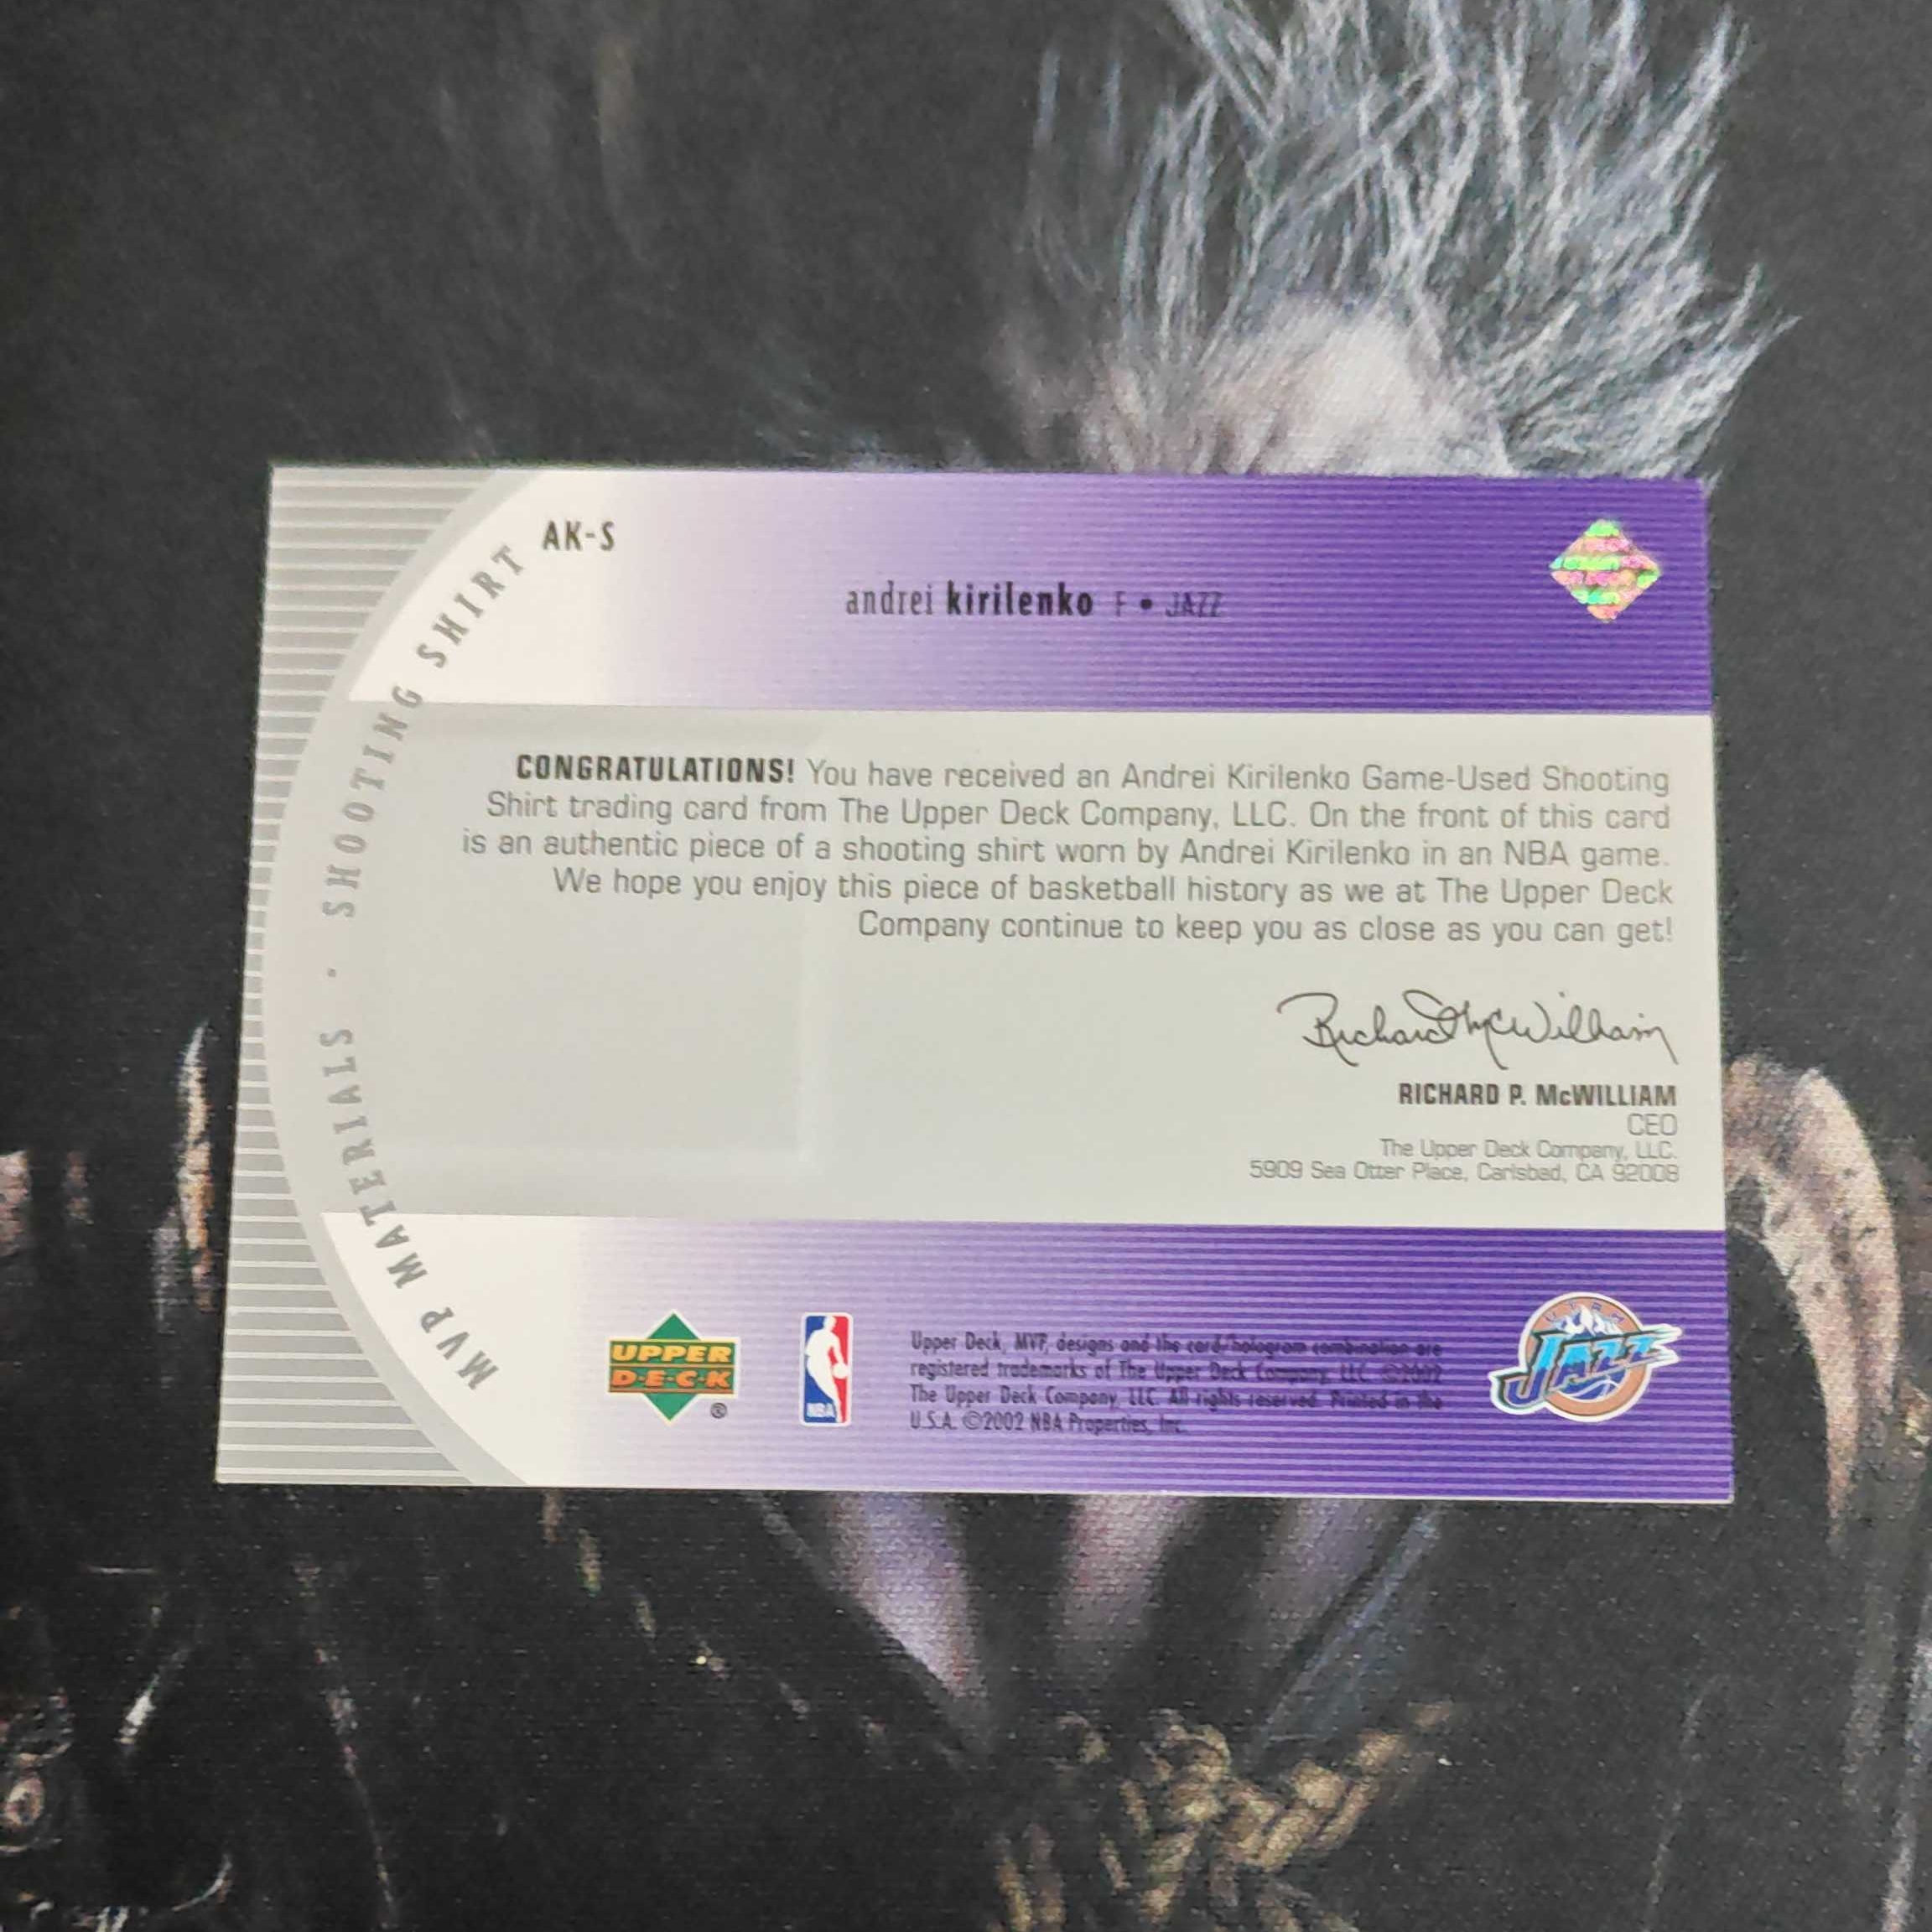 AK-S
andrei kirilenko F • JAZZ
MVP MATERIALS · SHOOTING SHIRT
CONGRATULATIONS! You have received an Andrei Kirilenko Game-Used Shooting
Shirt trading card from The Upper Deck Company, LLC. On the front of this card
is an authentic piece of a shooting shirt worn by Andrei Kirilenko in an NBA game.
We hope you enjoy this piece of basketball history as we at The Upper Deck
Company continue to keep you as close as you can get!
Richard McWilliam
RICHARD P. McWILLIAM
CEO
The Upper Deck Company, LLC.
5909 Sea Otter Place, Carlsbad, CA 92008
UPPER
D·E·C·K
®
NBA
Upper Deck, MVP, designs and the card/hologram combination are
registered trademarks of The Upper Deck Company, LLC. ©2002
The Upper Deck Company, LLC. All rights reserved. Printed in the
U.S.A. ©2002 NBA Properties, Inc.
UTAH
JAZZ